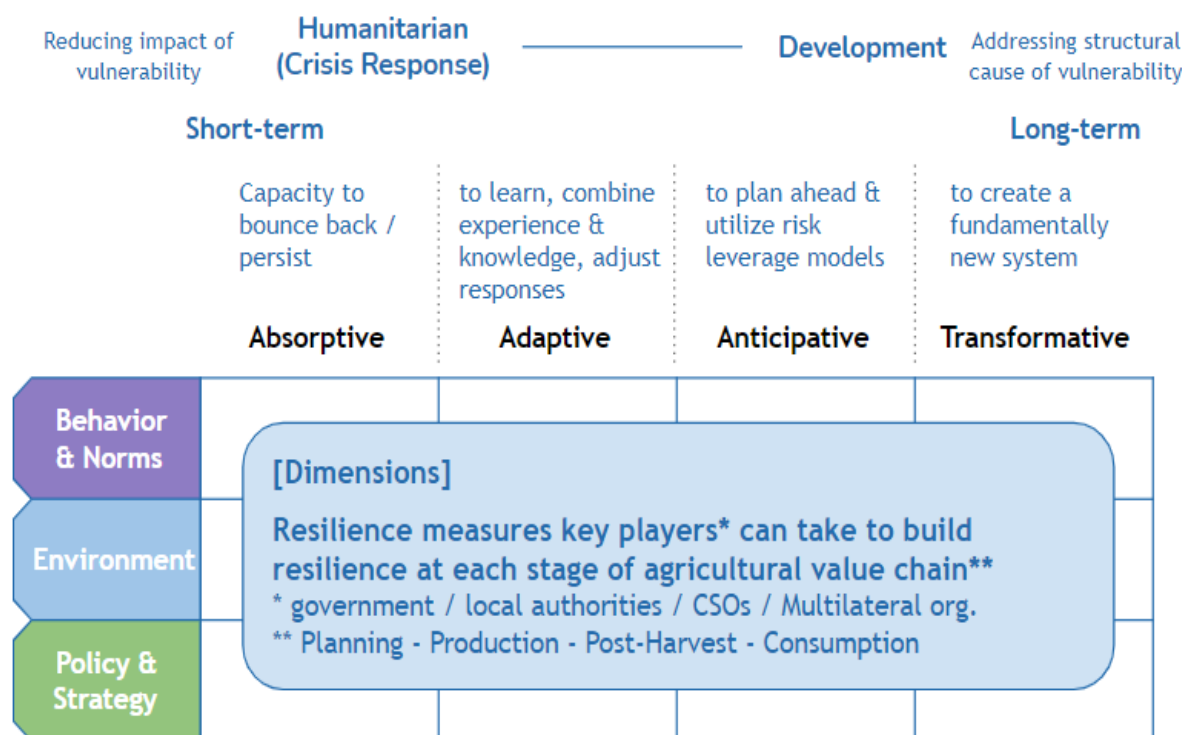 Reducing impact of
vulnerability
Humanitarian
(Crisis Response)
Development
Addressing structural
cause of vulnerability
Short-term
Long-term
Capacity to
bounce back /
persist
to learn, combine
experience &
knowledge, adjust
responses
to plan ahead &
utilize risk
leverage models
to create a
fundamentally
new system
Absorptive
Adaptive
Anticipative
Transformative
Behavior
& Norms
Environment
Policy &
Strategy
[Dimensions]
Resilience measures key players* can take to build
resilience at each stage of agricultural value chain**
* government / local authorities / CSOs / Multilateral org.
** Planning - Production - Post-Harvest - Consumption